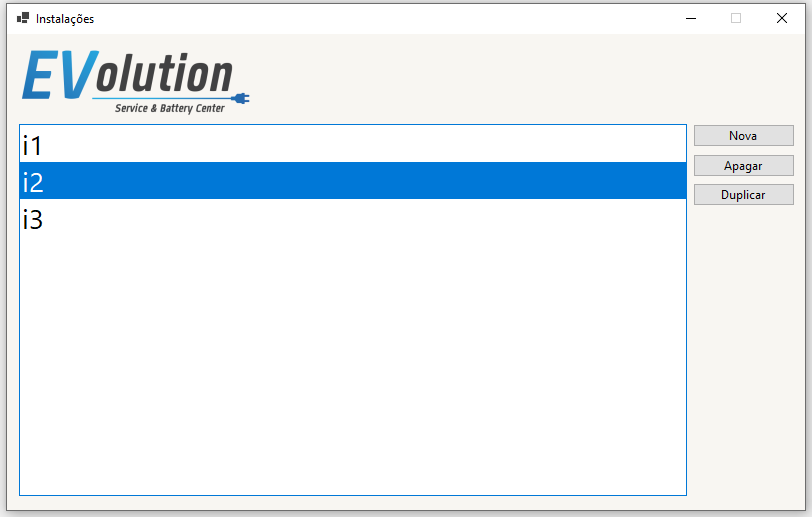 Instalações
EVolution
Service & Battery Center
i1
Nova
i2
Apagar
Duplicar
i3